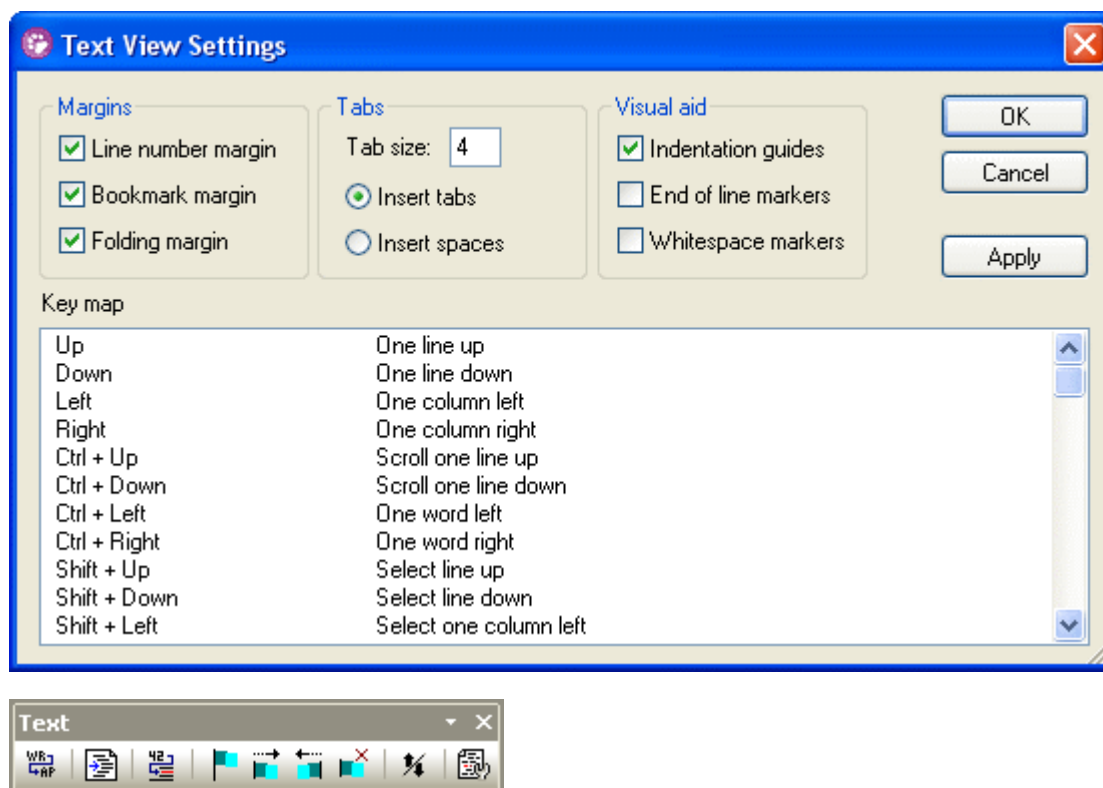 Text View Settings
Margins
Line number margin
Bookmark margin
Folding margin
Tabs
Tab size: 4
Insert tabs
Insert spaces
Visual aid
Indentation guides
End of line markers
Whitespace markers
OK
Cancel
Apply
Key map
Up One line up
Down One line down
Left One column left
Right One column right
Ctrl + Up Scroll one line up
Ctrl + Down Scroll one line down
Ctrl + Left One word left
Ctrl + Right One word right
Shift + Up Select line up
Shift + Down Select line down
Shift + Left Select one column left
Text
WR
AP
42